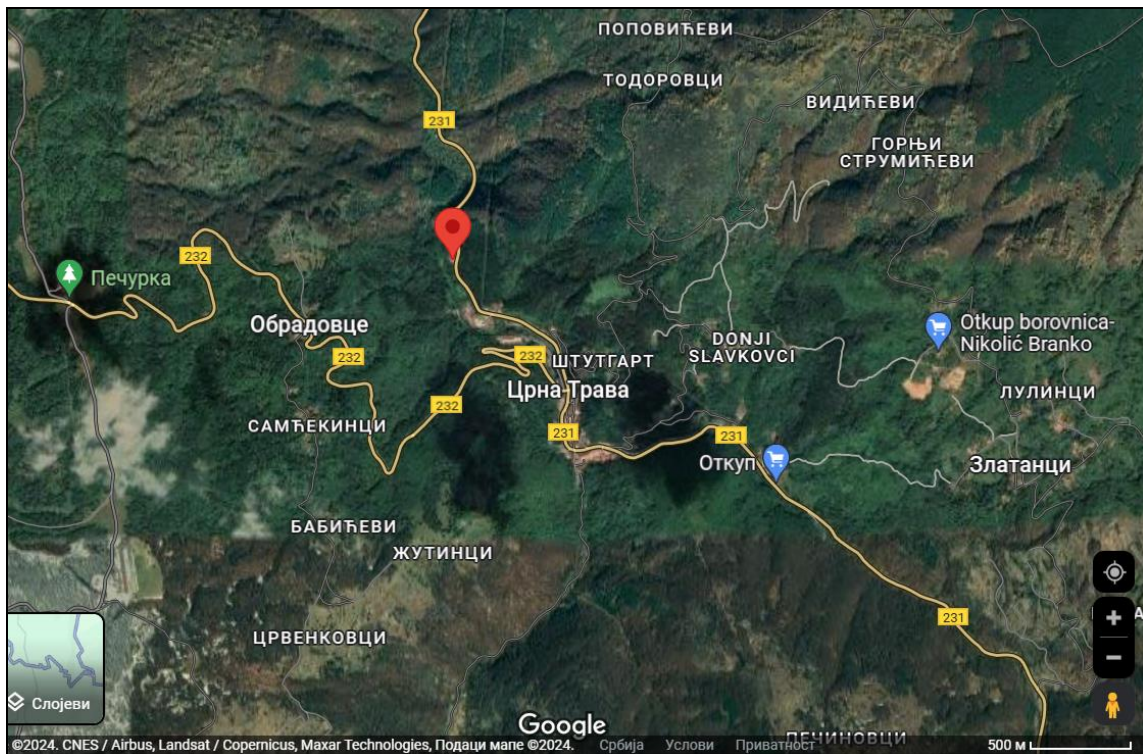 ПОПОВИЋЕВИ
ТОДОРОВЦИ
ВИДИЋЕВИ
231
ГОРЊИ
СТРУМИЋЕВИ
232
Печурка
Обрадовце
DONJI
SLAVKOVCI
Otkup borovnica-
Nikolić Branko
232
232
ШТУТГАРТ
Црна Трава
ЛУЛИНЦИ
232
САМЋЕКИНЦИ
231
231
Откуп
Златанци
БАБИЋЕВИ
ЖУТИНЦИ
231
ЦРВЕНКОВЦИ
Слојеви
Google
ПЕЧИНОВЦИ
©2024. CNES / Airbus, Landsat / Copernicus, Maxar Technologies, Подаци мапе ©2024. Србија Услови Приватност 500 m